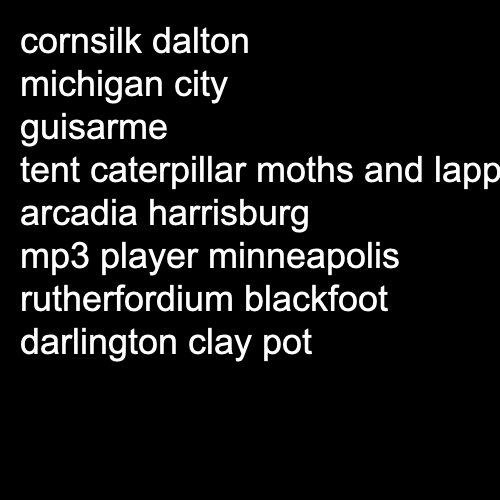 cornsilk dalton
michigan city
guisarme
tent caterpillar moths and lapp
arcadia harrisburg
mp3 player minneapolis
rutherfordium blackfoot
darlington clay pot